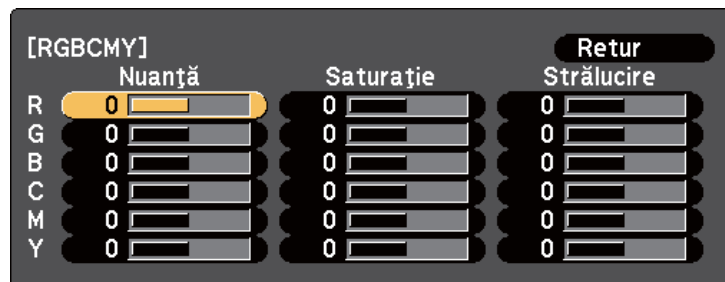 [RGBCMY] Retur
Nuanţă Saturaţie Strălucire
R 0 0 0
G 0 0 0
B 0 0 0
C 0 0 0
M 0 0 0
Y 0 0 0